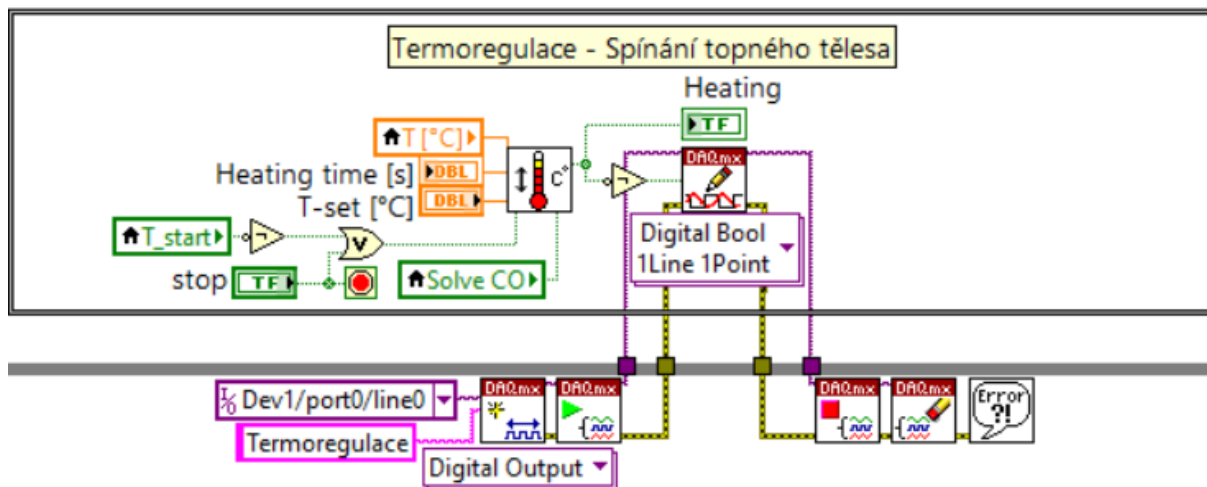 Termoregulace - Spínání topného tělesa
Heating
TF
T [°C]
DAQmx
Heating time [s]
DBL
C°
T-set [°C]
DBL
T_start
V
Digital Bool
1Line 1Point
stop
TF
Solve CO
I/O Dev1/port0/line0
DAQmx
DAQmx
DAQmx
DAQmx
Error
?!
Termoregulace
Digital Output